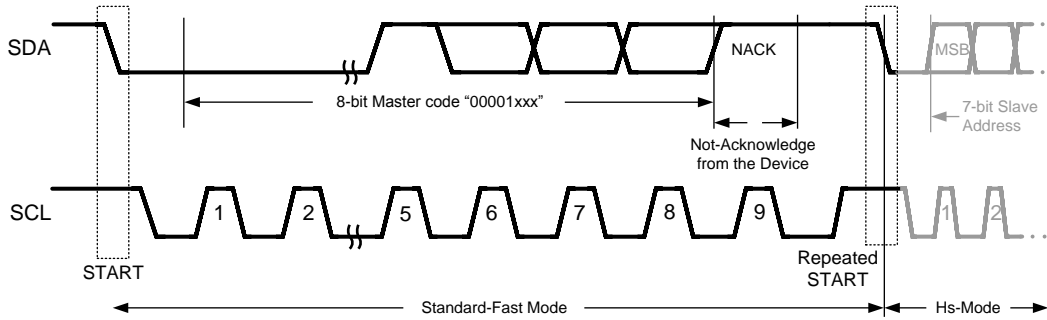 SDA
NACK
MSB
8-bit Master code “00001xxx”
7-bit Slave
Address
Not-Acknowledge
from the Device
SCL
1
2
5
6
7
8
9
1
2
START
Repeated
START
Standard-Fast Mode
Hs-Mode